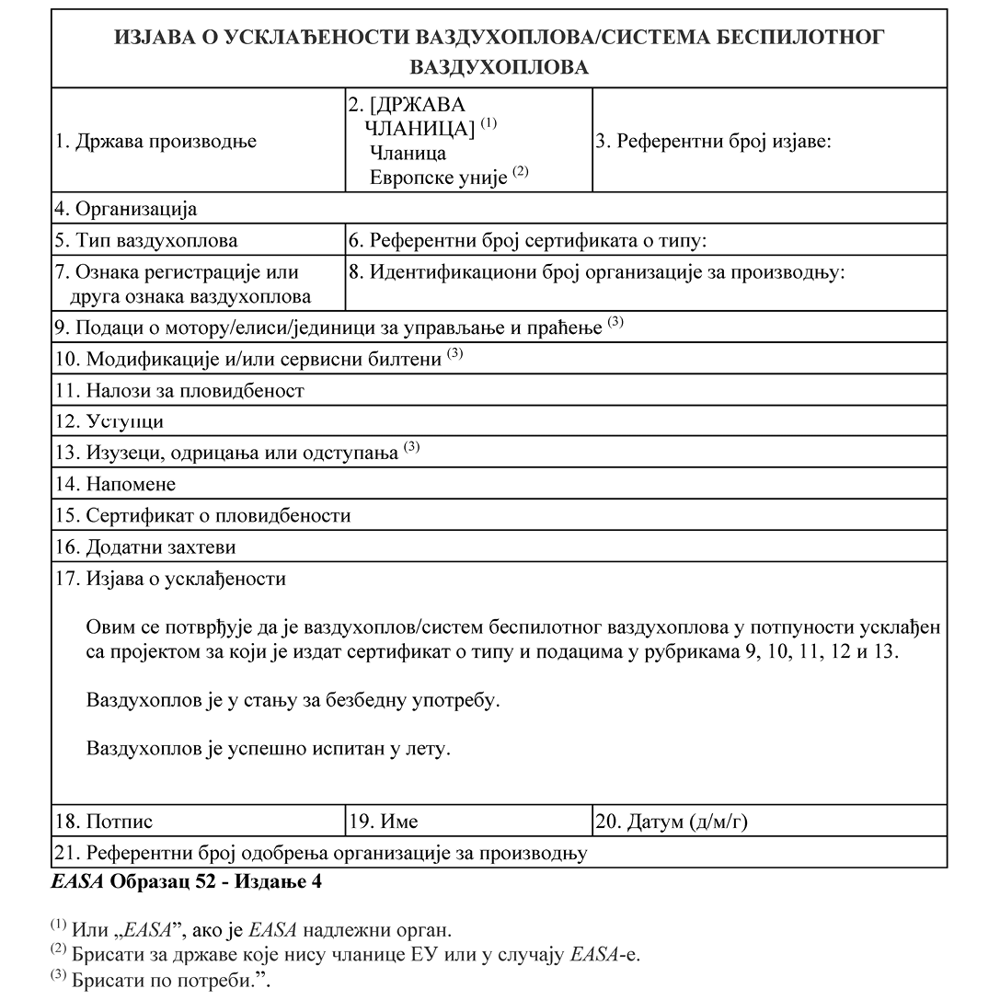 ИЗЈАВА О УСКЛАЂЕНОСТИ ВАЗДУХОПЛОВА/СИСТЕМА БЕСПИЛОТНОГ
ВАЗДУХОПЛОВА
1. Држава производње
2. [ДРЖАВА
ЧЛАНИЦА] (1)
Чланица
Европске уније (2)
3. Референтни број изјаве:
4. Организација
5. Тип ваздухоплова
6. Референтни број сертификата о типу:
7. Ознака регистрације или
друга ознака ваздухоплова
8. Идентификациони број организације за производњу:
9. Подаци о мотору/елиси/јединици за управљање и праћење (3)
10. Модификације и/или сервисни билтени (3)
11. Налози за пловидбеност
12. Уступци
13. Изузеци, одрицања или одступања (3)
14. Напомене
15. Сертификат о пловидбености
16. Додатни захтеви
17. Изјава о усклађености
Овим се потврђује да је ваздухоплов/систем беспилотног ваздухоплова у потпуности усклађен
са пројектом за који је издат сертификат о типу и подацима у рубрикама 9, 10, 11, 12 и 13.
Ваздухоплов је у стању за безбедну употребу.
Ваздухоплов је успешно испитан у лету.
18. Потпис
19. Име
20. Датум (д/м/г)
21. Референтни број одобрења организације за производњу
EASA Образац 52 - Издање 4
(1) Или „EASA”, ако је EASA надлежни орган.
(2) Брисати за државе које нису чланице ЕУ или у случају EASA-е.
(3) Брисати по потреби.”.